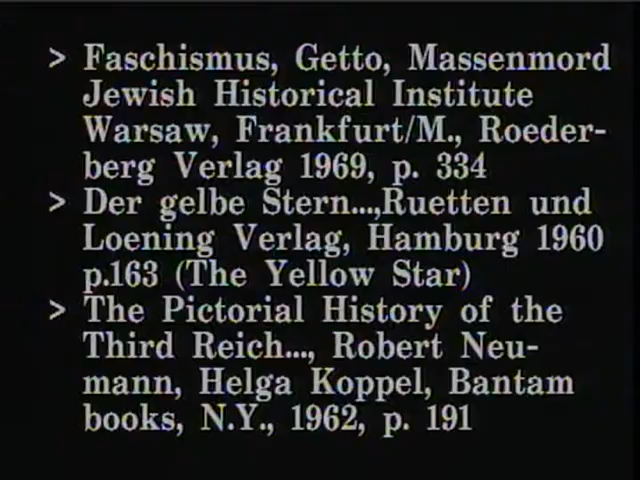 > Faschismus, Getto, Massenmord
Jewish Historical Institute
Warsaw, Frankfurt/M., Roeder-
berg Verlag 1969, p. 334
> Der gelbe Stern...,Ruetten und
Loening Verlag, Hamburg 1960
p.163 (The Yellow Star)
> The Pictorial History of the
Third Reich..., Robert Neu-
mann, Helga Koppel, Bantam
books, N.Y., 1962, p. 191